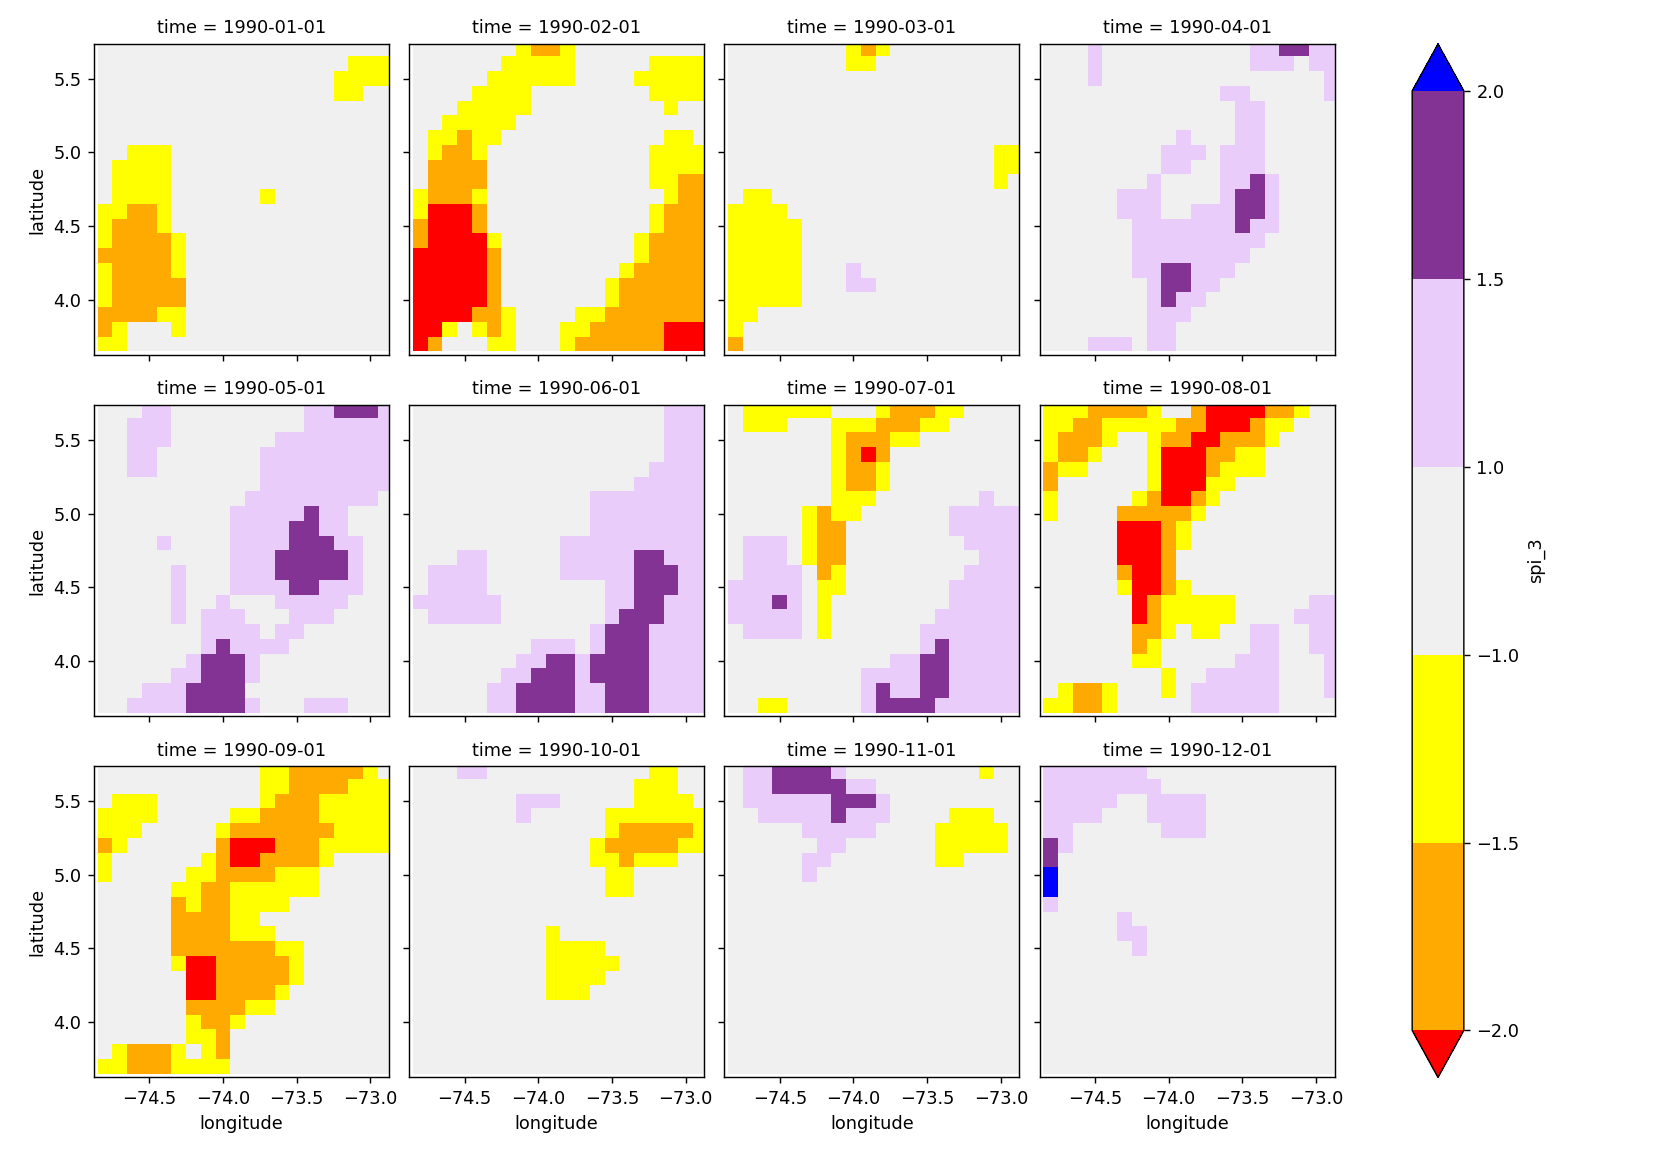 time = 1990-01-01
time = 1990-02-01
time = 1990-03-01
time = 1990-04-01
latitude
5.5
5.0
4.5
4.0
time = 1990-05-01
time = 1990-06-01
time = 1990-07-01
time = 1990-08-01
latitude
5.5
5.0
4.5
4.0
time = 1990-09-01
time = 1990-10-01
time = 1990-11-01
time = 1990-12-01
latitude
5.5
5.0
4.5
4.0
−74.5 −74.0 −73.5 −73.0
longitude
−74.5 −74.0 −73.5 −73.0
longitude
−74.5 −74.0 −73.5 −73.0
longitude
−74.5 −74.0 −73.5 −73.0
longitude
2.0
1.5
1.0
−1.0
−1.5
−2.0
spi_3